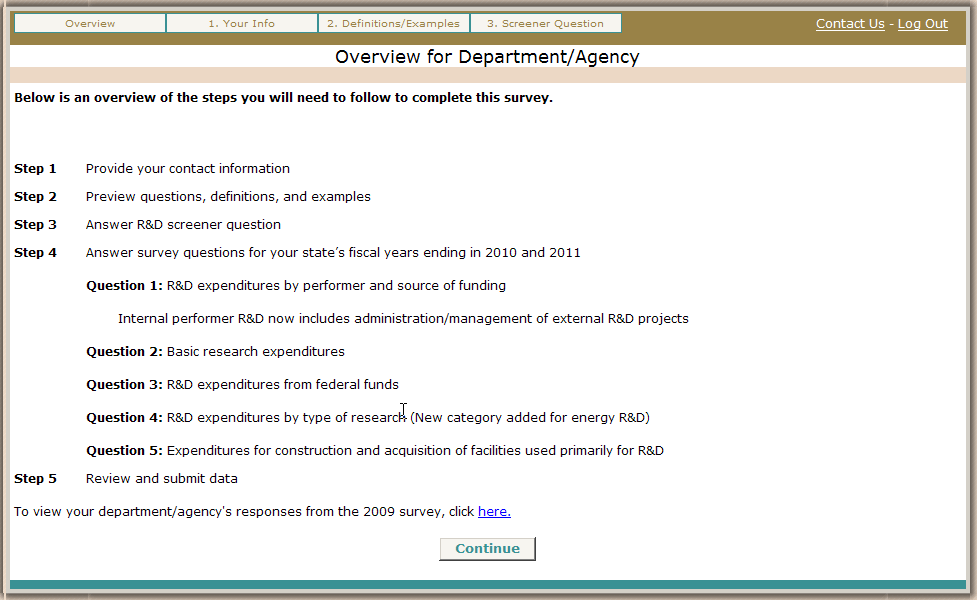 Overview 1. Your Info 2. Definitions/Examples 3. Screener Question Contact Us - Log Out
Overview for Department/Agency
Below is an overview of the steps you will need to follow to complete this survey.
Step 1 Provide your contact information
Step 2 Preview questions, definitions, and examples
Step 3 Answer R&D screener question
Step 4 Answer survey questions for your state’s fiscal years ending in 2010 and 2011
Question 1: R&D expenditures by performer and source of funding
Internal performer R&D now includes administration/management of external R&D projects
Question 2: Basic research expenditures
Question 3: R&D expenditures from federal funds
Question 4: R&D expenditures by type of research (New category added for energy R&D)
Question 5: Expenditures for construction and acquisition of facilities used primarily for R&D
Step 5 Review and submit data
To view your department/agency's responses from the 2009 survey, click here.
Continue